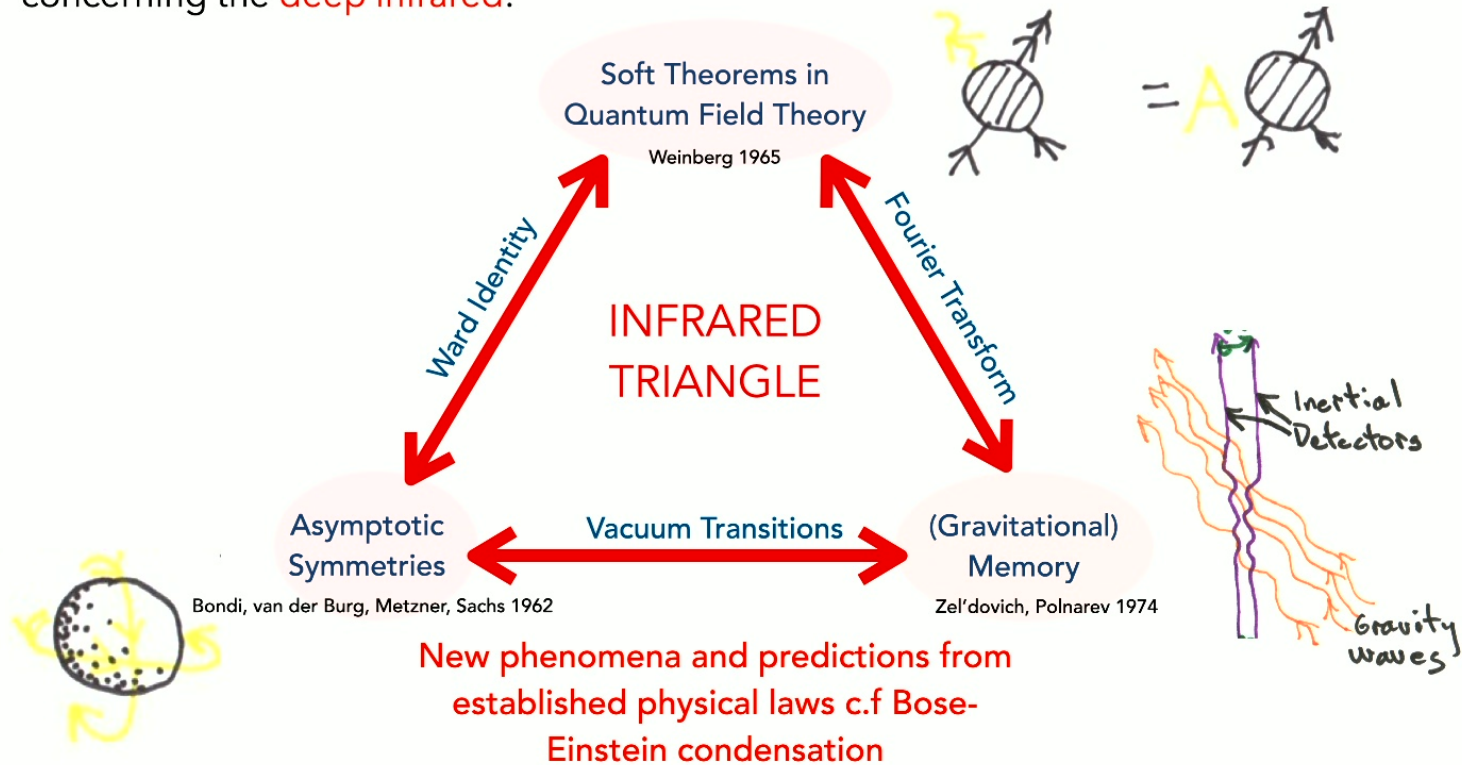 concerning the deep infrared.
Soft Theorems in
Quantum Field Theory
Weinberg 1965
= A
Ward Identity
Fourier Transform
INFRARED
TRIANGLE
Inertial
Detectors
Asymptotic
Symmetries
Vacuum Transitions
(Gravitational)
Memory
Bondi, van der Burg, Metzner, Sachs 1962
Zel’dovich, Polnarev 1974
Gravity
waves
New phenomena and predictions from
established physical laws c.f Bose-
Einstein condensation